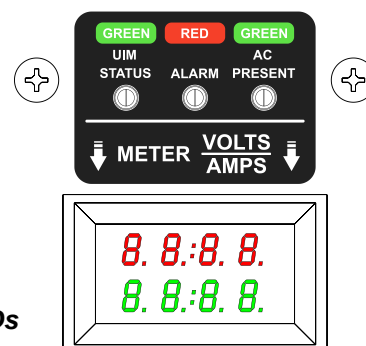 GREEN RED GREEN
UIM AC
STATUS ALARM PRESENT
METER VOLTS
AMPS
8. 8.:8. 8.
8. 8.:8. 8.